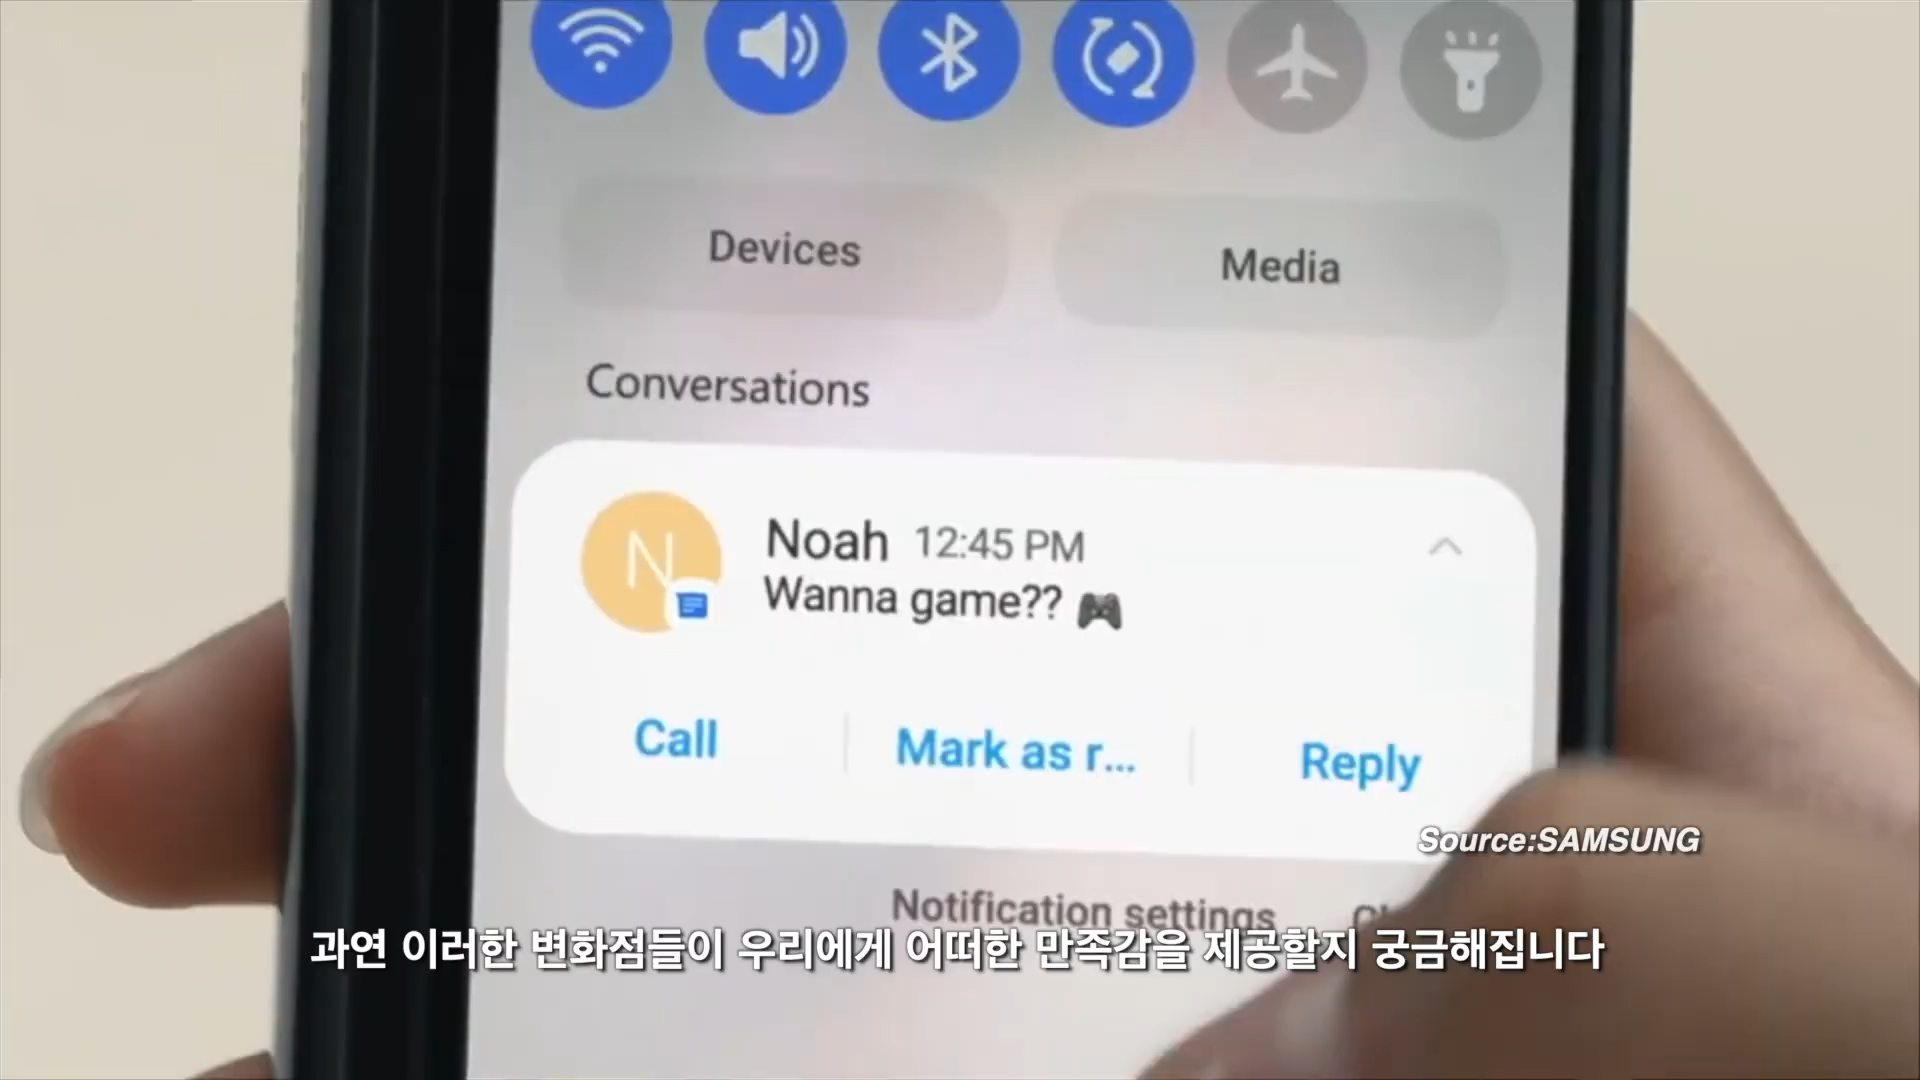 Devices
Media
Conversations
N
Noah 12:45 PM
Wanna game??
Call
Mark as r...
Reply
Source:SAMSUNG
Notification settings
과연 이러한 변화점들이 우리에게 어떠한 만족감을 제공할지 궁금해집니다